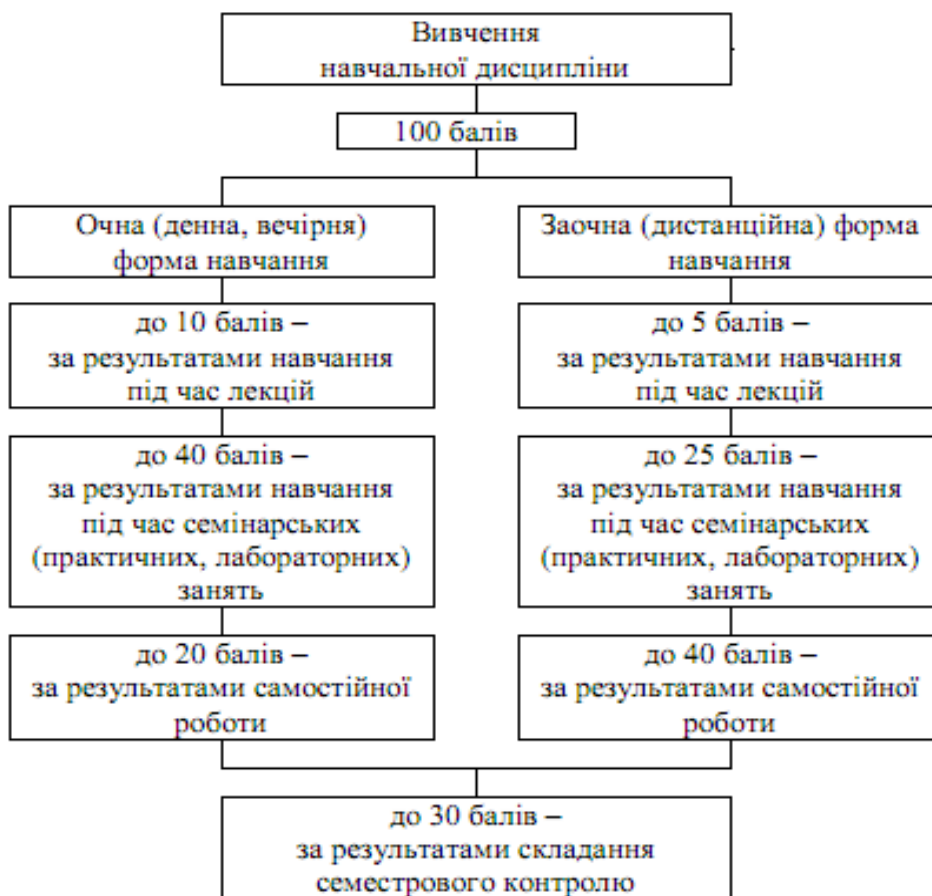 Вивчення
навчальної дисципліни
100 балів
Очна (денна, вечірня)
форма навчання
до 10 балів –
за результатами навчання
під час лекцій
до 40 балів –
за результатами навчання
під час семінарських
(практичних, лабораторних)
занять
до 20 балів –
за результатами самостійної
роботи
Заочна (дистанційна) форма
навчання
до 5 балів –
за результатами навчання
під час лекцій
до 25 балів –
за результатами навчання
під час семінарських
(практичних, лабораторних)
занять
до 40 балів –
за результатами самостійної
роботи
до 30 балів –
за результатами складання
семестрового контролю